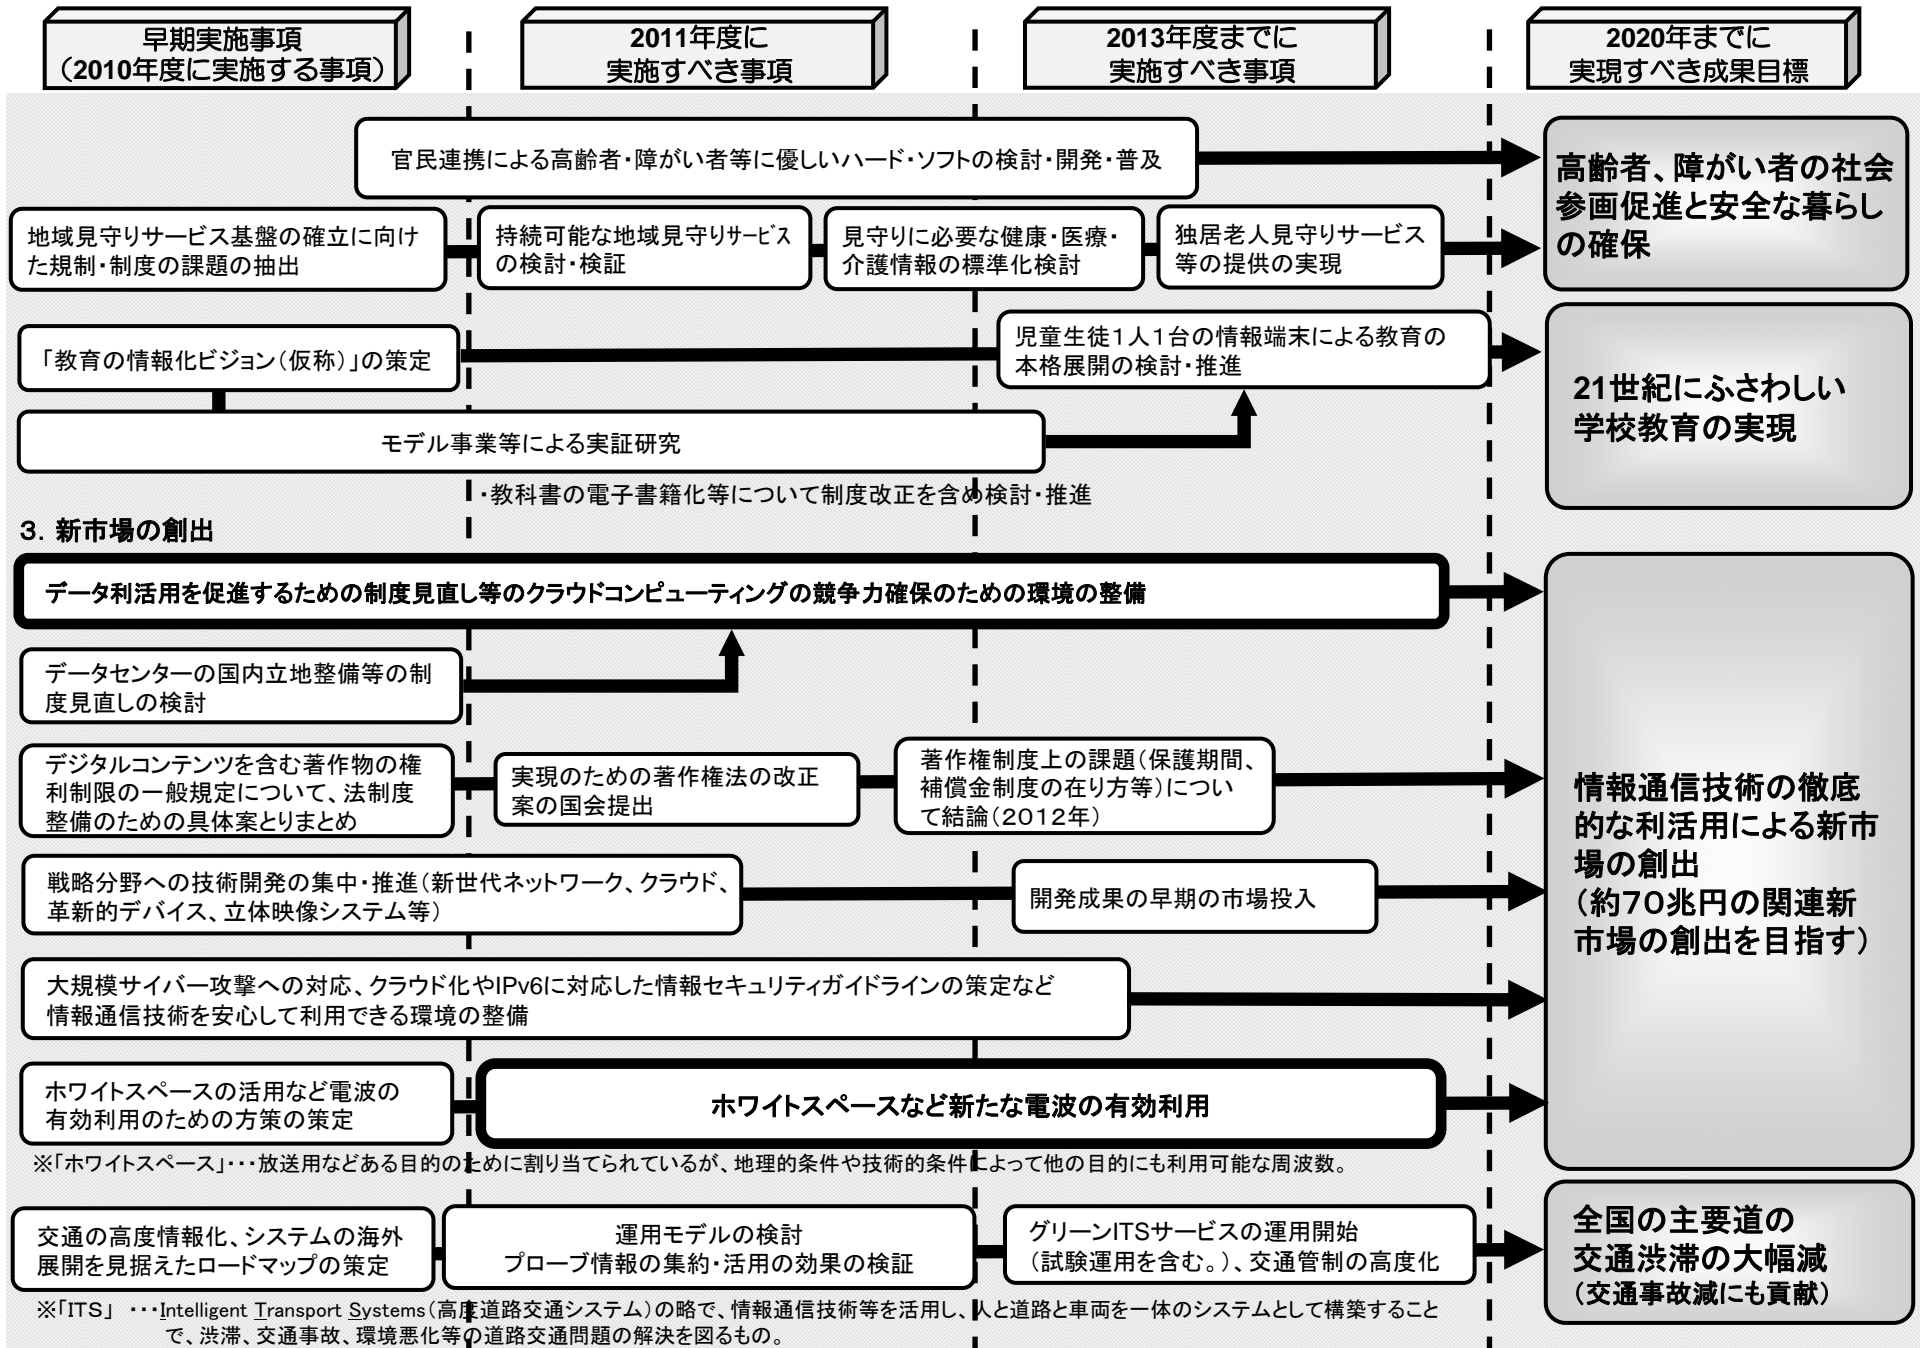 早期実施事項
（2010年度に実施する事項）
2011年度に
実施すべき事項
2013年度までに
実施すべき事項
2020年までに
実現すべき成果目標
官民連携による高齢者・障がい者等に優しいハード・ソフトの検討・開発・普及
高齢者、障がい者の社会
参画促進と安全な暮らし
の確保
地域見守りサービス基盤の確立に向け
た規制・制度の課題の抽出
持続可能な地域見守りサービス
の検討・検証
見守りに必要な健康・医療・
介護情報の標準化検討
独居老人見守りサービス
等の提供の実現
「教育の情報化ビジョン（仮称）」の策定
児童生徒１人１台の情報端末による教育の
本格展開の検討・推進
21世紀にふさわしい
学校教育の実現
モデル事業等による実証研究
・教科書の電子書籍化等について制度改正を含め検討・推進
３．新市場の創出
データ利活用を促進するための制度見直し等のクラウドコンピューティングの競争力確保のための環境の整備
データセンターの国内立地整備等の制
度見直しの検討
デジタルコンテンツを含む著作物の権
利制限の一般規定について、法制度
整備のための具体案とりまとめ
実現のための著作権法の改正
案の国会提出
著作権制度上の課題（保護期間、
補償金制度の在り方等）につい
て結論（２０１２年）
情報通信技術の徹底
的な利活用による新市
場の創出
（約７０兆円の関連新
市場の創出を目指す）
戦略分野への技術開発の集中・推進（新世代ネットワーク、クラウド、
革新的デバイス、立体映像システム等）
開発成果の早期の市場投入
大規模サイバー攻撃への対応、クラウド化やIPv6に対応した情報セキュリティガイドラインの策定など
情報通信技術を安心して利用できる環境の整備
ホワイトスペースの活用など電波の
有効利用のための方策の策定
ホワイトスペースなど新たな電波の有効利用
※「ホワイトスペース」・・・放送用などある目的のために割り当てられているが、地理的条件や技術的条件によって他の目的にも利用可能な周波数。
交通の高度情報化、システムの海外
展開を見据えたロードマップの策定
運用モデルの検討
プローブ情報の集約・活用の効果の検証
グリーンITSサービスの運用開始
（試験運用を含む。）、交通管制の高度化
全国の主要道の
交通渋滞の大幅減
（交通事故減にも貢献）
※「ITS」 ・・・Intelligent Transport Systems（高度道路交通システム）の略で、情報通信技術等を活用し、人と道路と車両を一体のシステムとして構築すること
で、渋滞、交通事故、環境悪化等の道路交通問題の解決を図るもの。